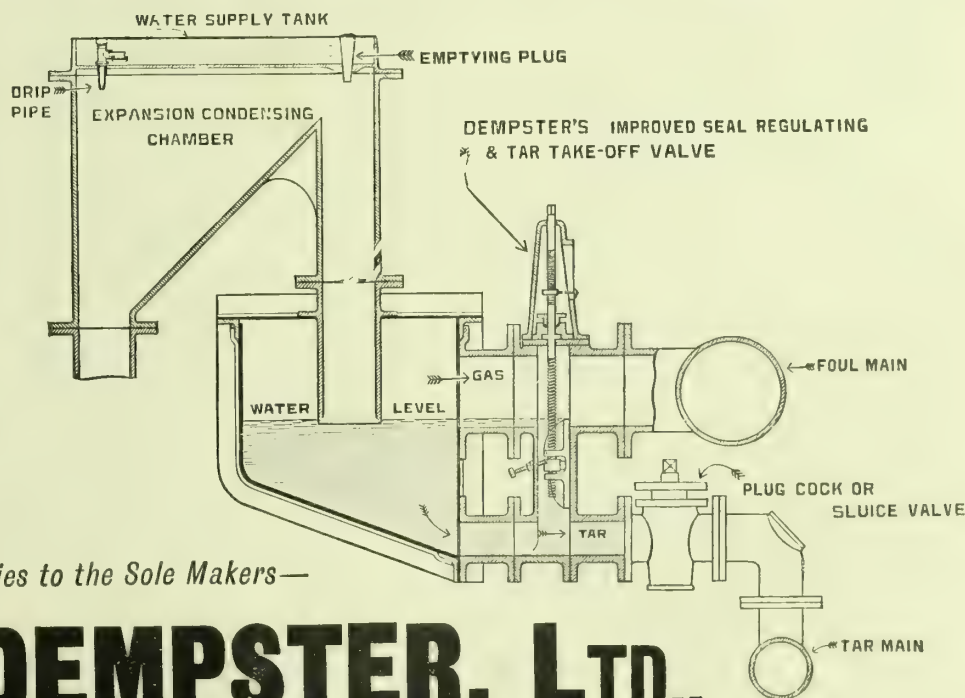 WATER SUPPLY TANK
EMPTYING PLUG
DRIP
PIPE
EXPANSION CONDENSING
CHAMBER
DEMPSTER'S IMPROVED SEAL REGULATING
& TAR TAKE-OFF VALVE
GAS
FOUL MAIN
WATER LEVEL
PLUG COCK OR
SLUICE VALVE
TAR
ies to the Sole Makers—
DEMPSTER, LTD.,
TAR MAIN